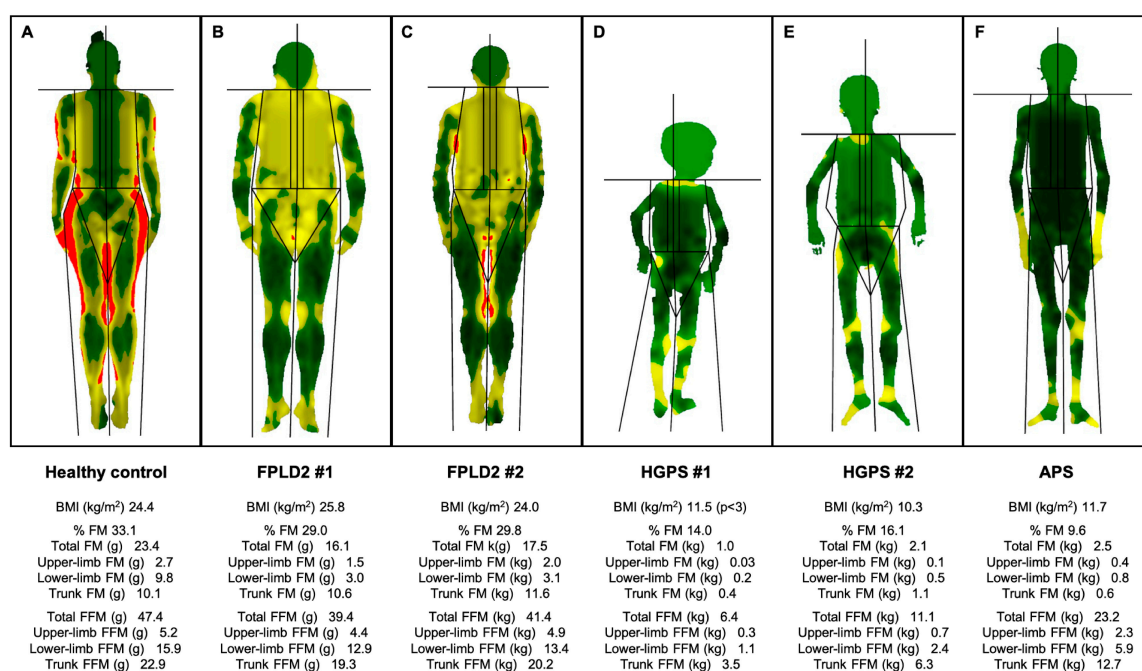 A B C D E F
Healthy control FPLD2 #1 FPLD2 #2 HGPS #1 HGPS #2 APS
BMI (kg/m²) 24.4 BMI (kg/m²) 25.8 BMI (kg/m²) 24.0 BMI (kg/m²) 11.5 (p<3) BMI (kg/m²) 10.3 BMI (kg/m²) 11.7
% FM 33.1 % FM 29.0 % FM 29.8 % FM 14.0 % FM 16.1 % FM 9.6
Total FM (g) 23.4 Total FM (g) 16.1 Total FM k(g) 17.5 Total FM (kg) 1.0 Total FM (kg) 2.1 Total FM (kg) 2.5
Upper-limb FM (g) 2.7 Upper-limb FM (g) 1.5 Upper-limb FM (kg) 2.0 Upper-limb FM (kg) 0.03 Upper-limb FM (kg) 0.1 Upper-limb FM (kg) 0.4
Lower-limb FM (g) 9.8 Lower-limb FM (g) 3.0 Lower-limb FM (kg) 3.1 Lower-limb FM (kg) 0.2 Lower-limb FM (kg) 0.5 Lower-limb FM (kg) 0.8
Trunk FM (g) 10.1 Trunk FM (g) 10.6 Trunk FM (kg) 11.6 Trunk FM (kg) 0.4 Trunk FM (kg) 1.1 Trunk FM (kg) 0.6
Total FFM (g) 47.4 Total FFM (g) 39.4 Total FFM (kg) 41.4 Total FFM (kg) 6.4 Total FFM (kg) 11.1 Total FFM (kg) 23.2
Upper-limb FFM (g) 5.2 Upper-limb FFM (g) 4.4 Upper-limb FFM (kg) 4.9 Upper-limb FFM (kg) 0.3 Upper-limb FFM (kg) 0.7 Upper-limb FFM (kg) 2.3
Lower-limb FFM (g) 15.9 Lower-limb FFM (g) 12.9 Lower-limb FFM (kg) 13.4 Lower-limb FFM (kg) 1.1 Lower-limb FFM (kg) 2.4 Lower-limb FFM (kg) 5.9
Trunk FFM (g) 22.9 Trunk FFM (g) 19.3 Trunk FFM (kg) 20.2 Trunk FFM (kg) 3.5 Trunk FFM (kg) 6.3 Trunk FFM (kg) 12.7